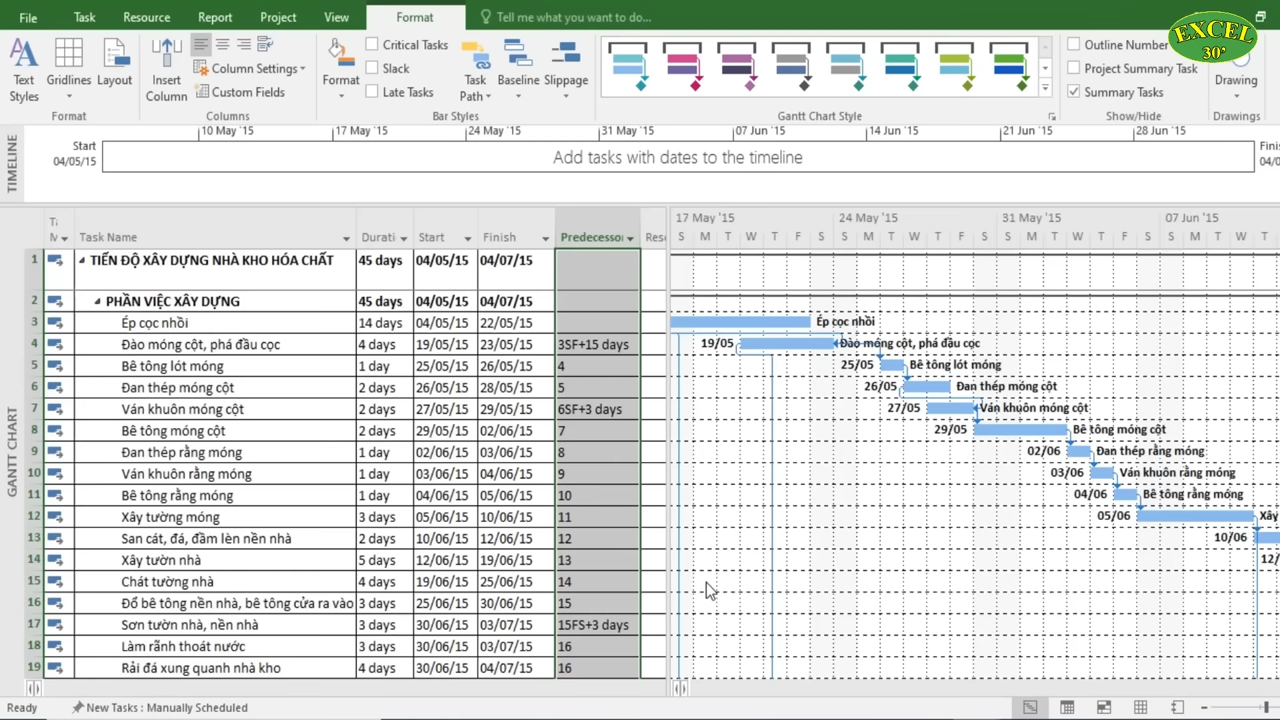 File Task Resource Report Project View Format Tell me what you want to do...
EXCEL
30'
Critical Tasks
Slack
Late Tasks
Column Settings
Custom Fields
Text Styles
Gridlines
Layout
Insert Column
Format
Task Path
Baseline
Slippage
Outline Number
Project Summary Task
Summary Tasks
Drawing
Format Columns Bar Styles Gantt Chart Style Show/Hide Drawings
TIMELINE
10 May '15 17 May '15 24 May '15 31 May '15 07 Jun '15 14 Jun '15 21 Jun '15 28 Jun '15
Start
04/05/15
Add tasks with dates to the timeline
GANTT CHART
17 May '15 24 May '15 31 May '15 07 Jun '15
Task Name Durati Start Finish Predecessor Resc S M T W T F S S M T W T F S S M T W T F S S M T W T
1 TIẾN ĐỘ XÂY DỰNG NHÀ KHO HÓA CHẤT 45 days 04/05/15 04/07/15
2 PHẦN VIỆC XÂY DỰNG 45 days 04/05/15 04/07/15
3 Ép cọc nhồi 14 days 04/05/15 22/05/15 Ép cọc nhồi
4 Đào móng cột, phá đầu cọc 4 days 19/05/15 23/05/15 3SF+15 days 19/05 Đào móng cột, phá đầu cọc
5 Bê tông lót móng 1 day 25/05/15 26/05/15 4 25/05 Bê tông lót móng
6 Đan thép móng cột 2 days 26/05/15 28/05/15 5 26/05 Đan thép móng cột
7 Ván khuôn móng cột 2 days 27/05/15 29/05/15 6SF+3 days 27/05 Ván khuôn móng cột
8 Bê tông móng cột 2 days 29/05/15 02/06/15 7 29/05 Bê tông móng cột
9 Đan thép rằng móng 1 day 02/06/15 03/06/15 8 02/06 Đan thép rằng móng
10 Ván khuôn rằng móng 1 day 03/06/15 04/06/15 9 03/06 Ván khuôn rằng móng
11 Bê tông rằng móng 1 day 04/06/15 05/06/15 10 04/06 Bê tông rằng móng
12 Xây tường móng 3 days 05/06/15 10/06/15 11 05/06 Xây
13 San cát, đá, đầm lèn nền nhà 2 days 10/06/15 12/06/15 12 10/06
14 Xây tườn nhà 5 days 12/06/15 19/06/15 13 12/
15 Chát tường nhà 4 days 19/06/15 25/06/15 14
16 Đổ bê tông nền nhà, bê tông cửa ra vào 3 days 25/06/15 30/06/15 15
17 Sơn tườn nhà, nền nhà 3 days 30/06/15 03/07/15 15FS+3 days
18 Làm rãnh thoát nước 3 days 30/06/15 03/07/15 16
19 Rải đá xung quanh nhà kho 4 days 30/06/15 04/07/15 16
Ready New Tasks : Manually Scheduled